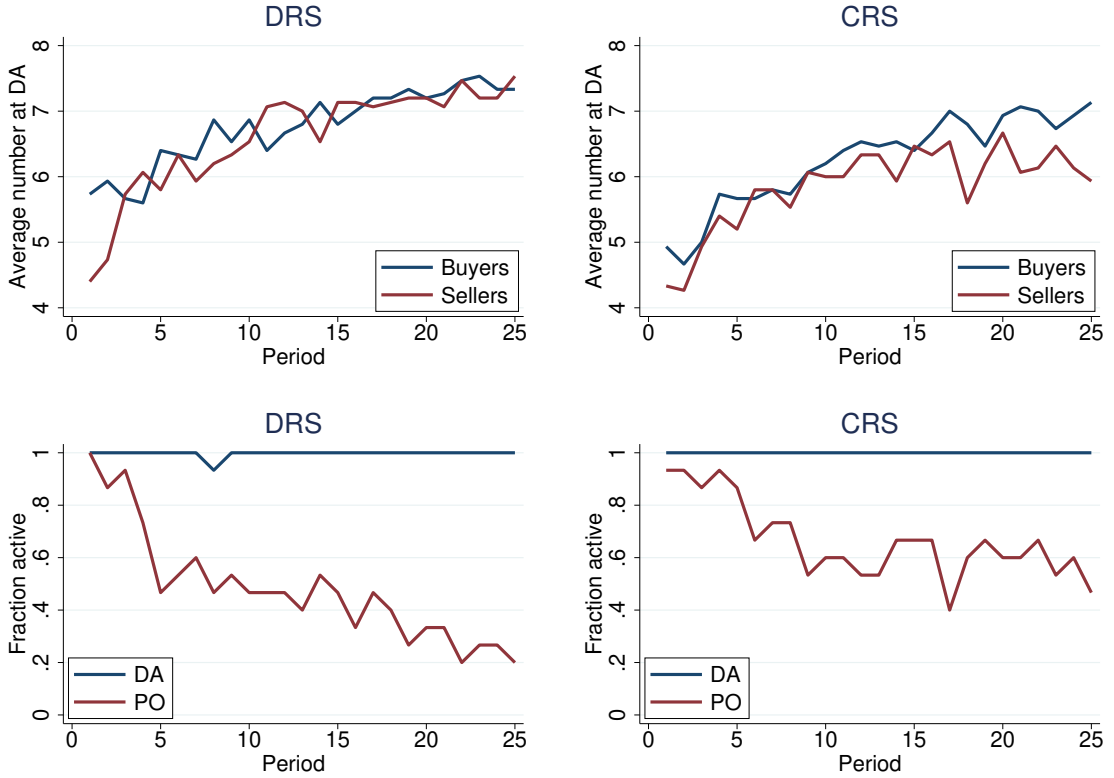 DRS
Average number at DA
8
7
6
5
4
Buyers
Sellers
0 5 10 15 20 25
Period
CRS
Average number at DA
8
7
6
5
4
Buyers
Sellers
0 5 10 15 20 25
Period
DRS
Fraction active
1
.8
.6
.4
.2
0
DA
PO
0 5 10 15 20 25
Period
CRS
Fraction active
1
.8
.6
.4
.2
0
DA
PO
0 5 10 15 20 25
Period